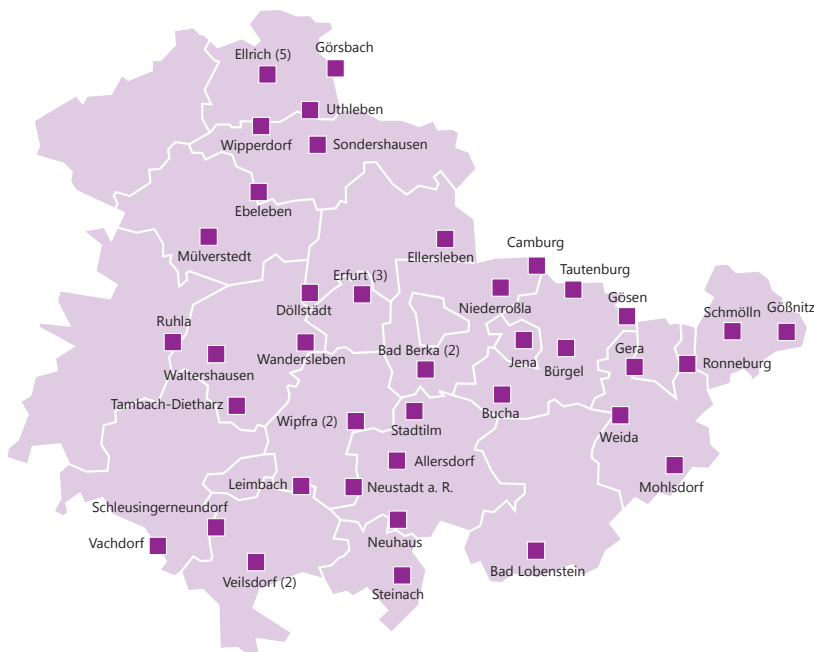 Görsbach
Ellrich (5)
Uthleben
Wipperdorf
Sondershausen
Ebeleben
Mülverstedt
Ellersleben
Camburg
Erfurt (3)
Tautenburg
Döllstädt
Niederroßla
Gösen
Schmölln
Gößnitz
Ruhla
Wandersleben
Bad Berka (2)
Jena
Gera
Waltershausen
Bürgel
Ronneburg
Tambach-Dietharz
Wipfra (2)
Stadtilm
Bucha
Weida
Allersdorf
Leimbach
Neustadt a. R.
Mohlsdorf
Schleusingerneundorf
Vachdorf
Neuhaus
Veilsdorf (2)
Steinach
Bad Lobenstein